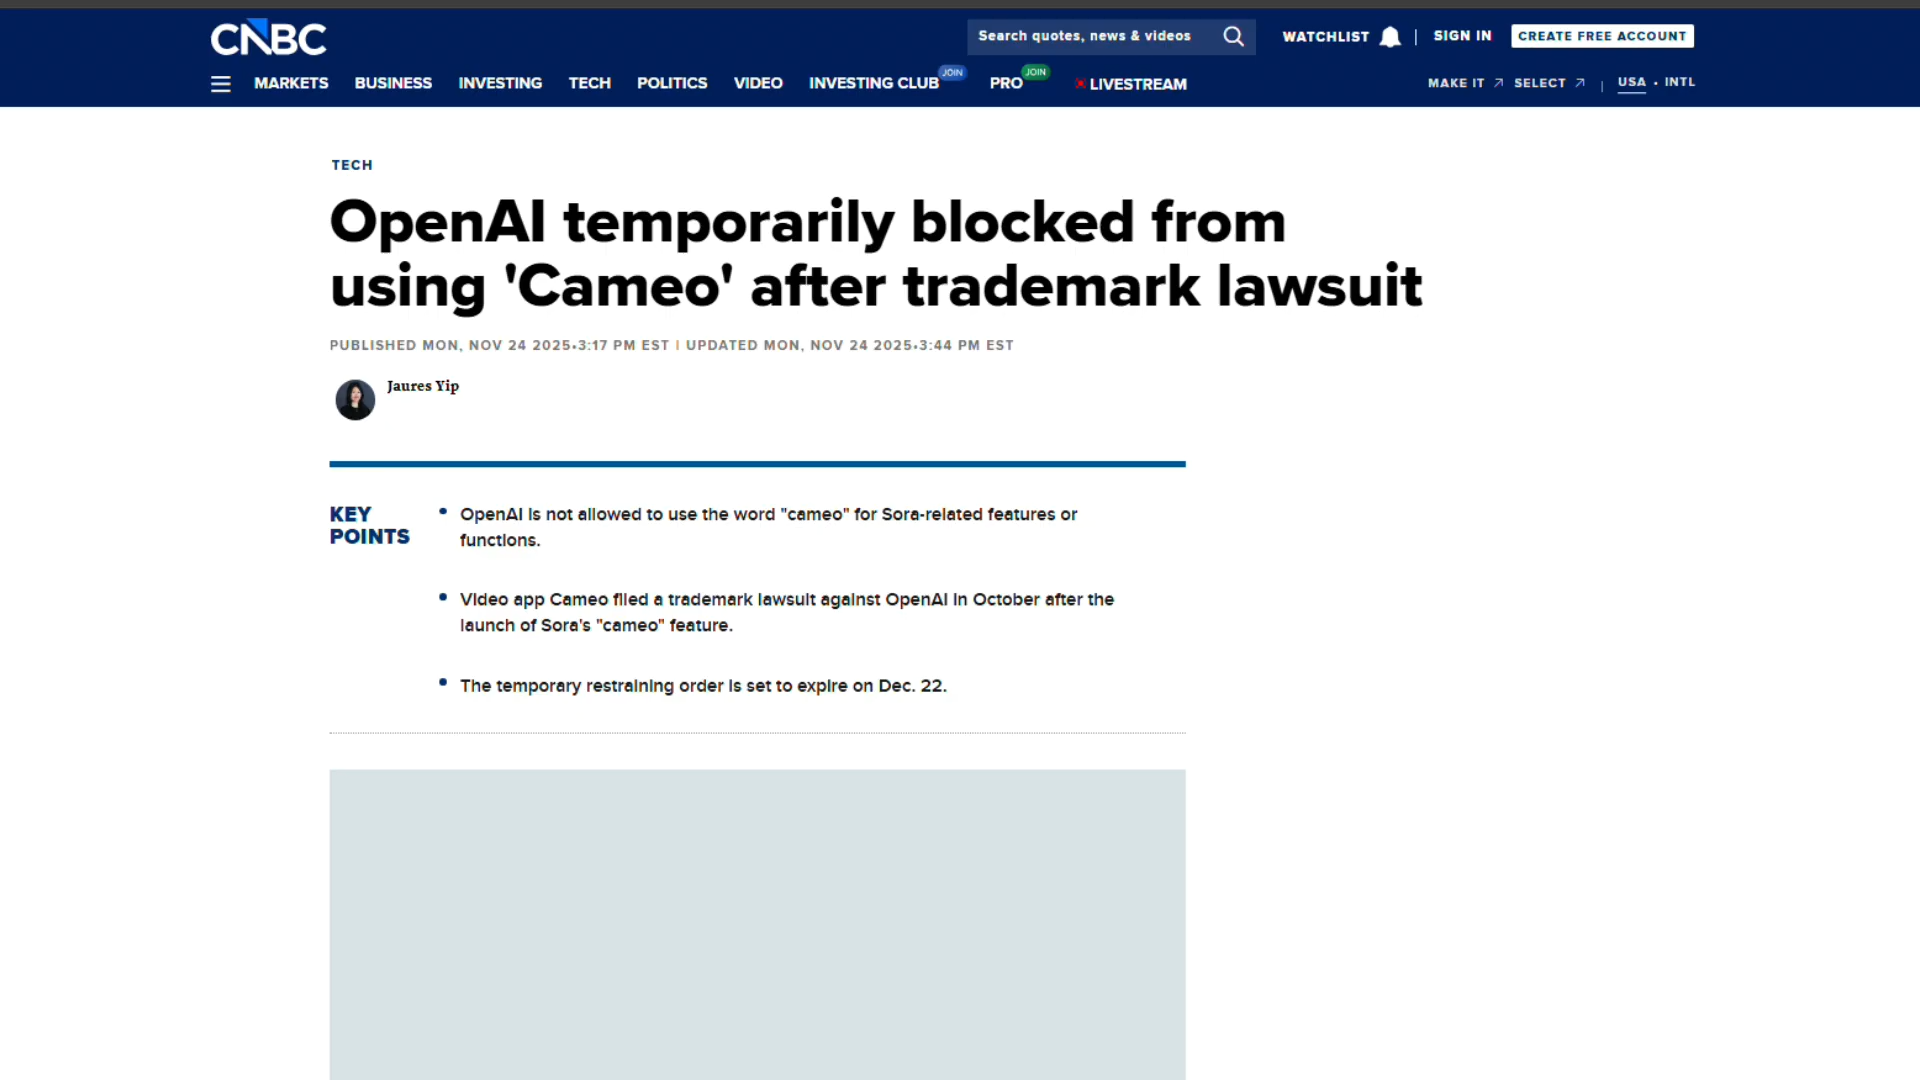 CNBC
Search quotes, news & videos
WATCHLIST | SIGN IN
CREATE FREE ACCOUNT
MARKETS BUSINESS INVESTING TECH POLITICS VIDEO INVESTING CLUB JOIN PRO JOIN LIVESTREAM
MAKE IT SELECT | USA • INTL
TECH
OpenAI temporarily blocked from
using 'Cameo' after trademark lawsuit
PUBLISHED MON, NOV 24 2025•3:17 PM EST | UPDATED MON, NOV 24 2025•3:44 PM EST
Jaures Yip
KEY
POINTS
• OpenAI is not allowed to use the word "cameo" for Sora-related features or
functions.
• Video app Cameo filed a trademark lawsuit against OpenAI in October after the
launch of Sora's "cameo" feature.
• The temporary restraining order is set to expire on Dec. 22.